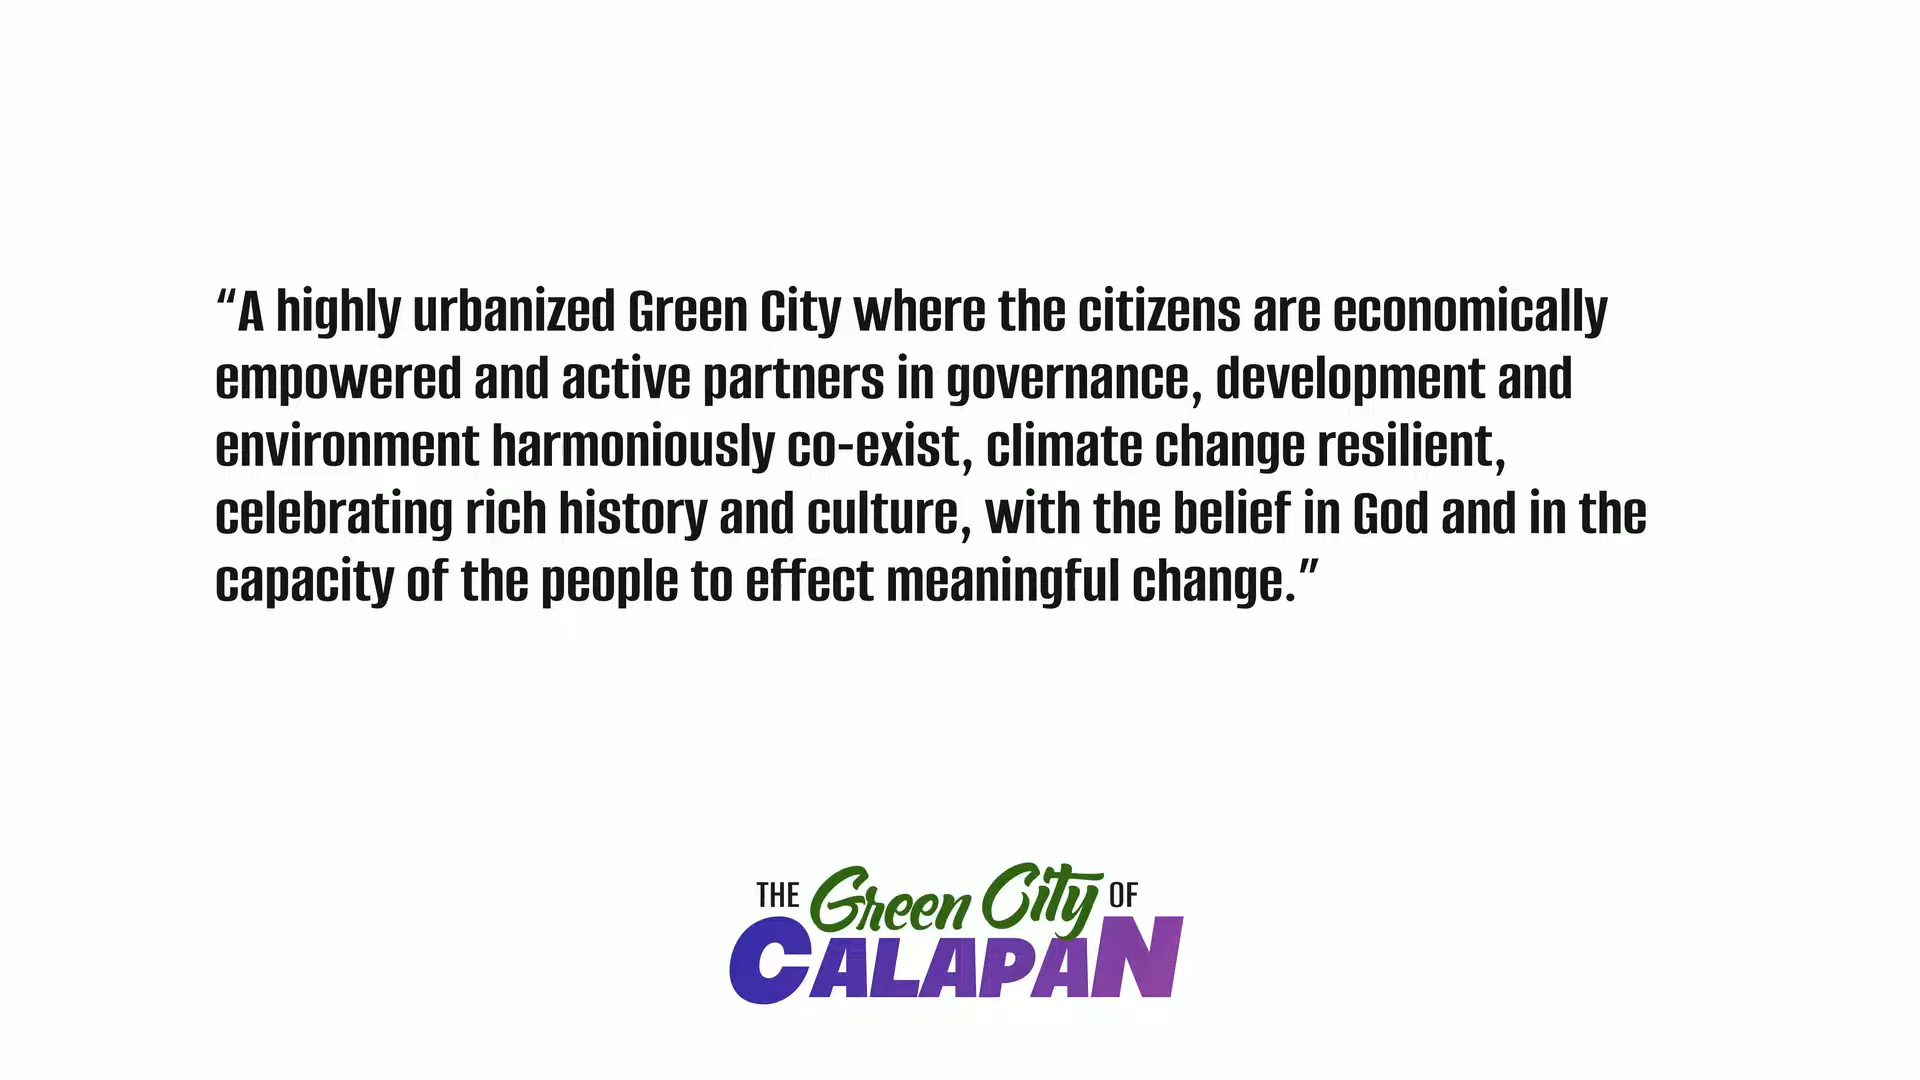 “A highly urbanized Green City where the citizens are economically
empowered and active partners in governance, development and
environment harmoniously co-exist, climate change resilient,
celebrating rich history and culture, with the belief in God and in the
capacity of the people to effect meaningful change.”
THE Green City OF
CALAPAN